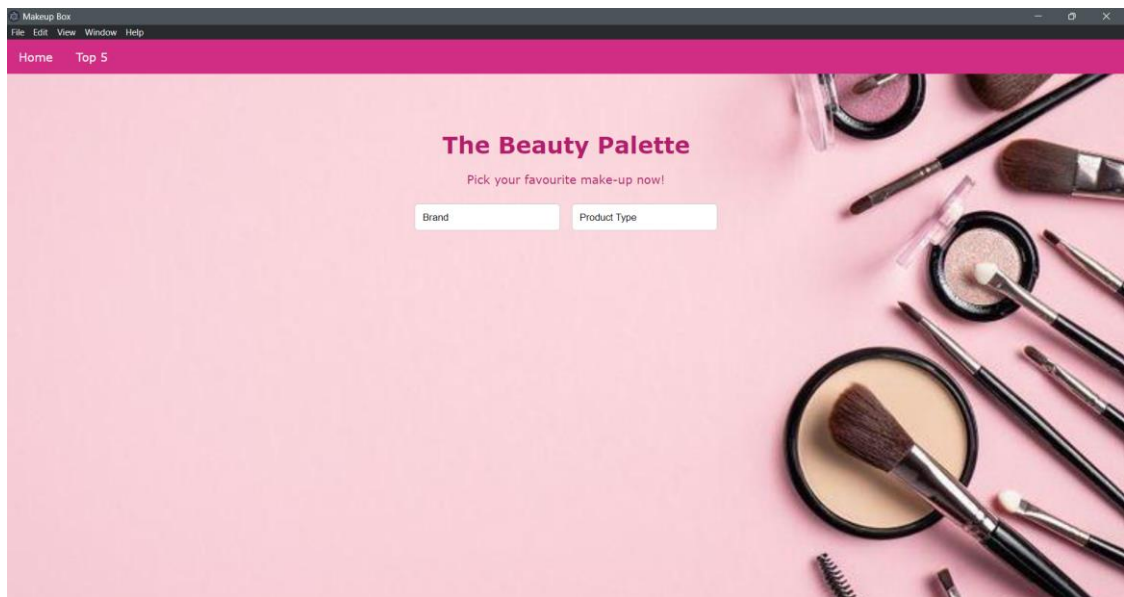 Makeup Box
File Edit View Window Help
Home Top 5
The Beauty Palette
Pick your favourite make-up now!
Brand Product Type